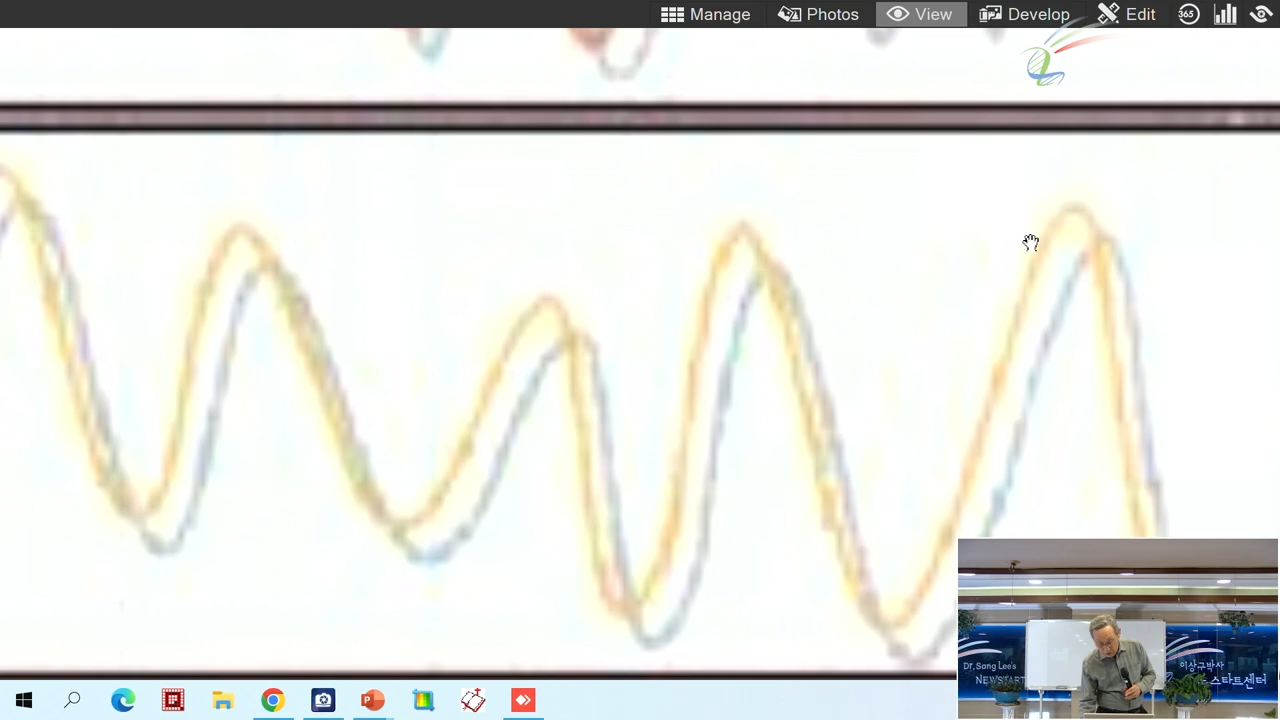 Manage Photos View Develop Edit 365
Dr. Sang Lee's
NEWSTART
이상구박사
스타트센터